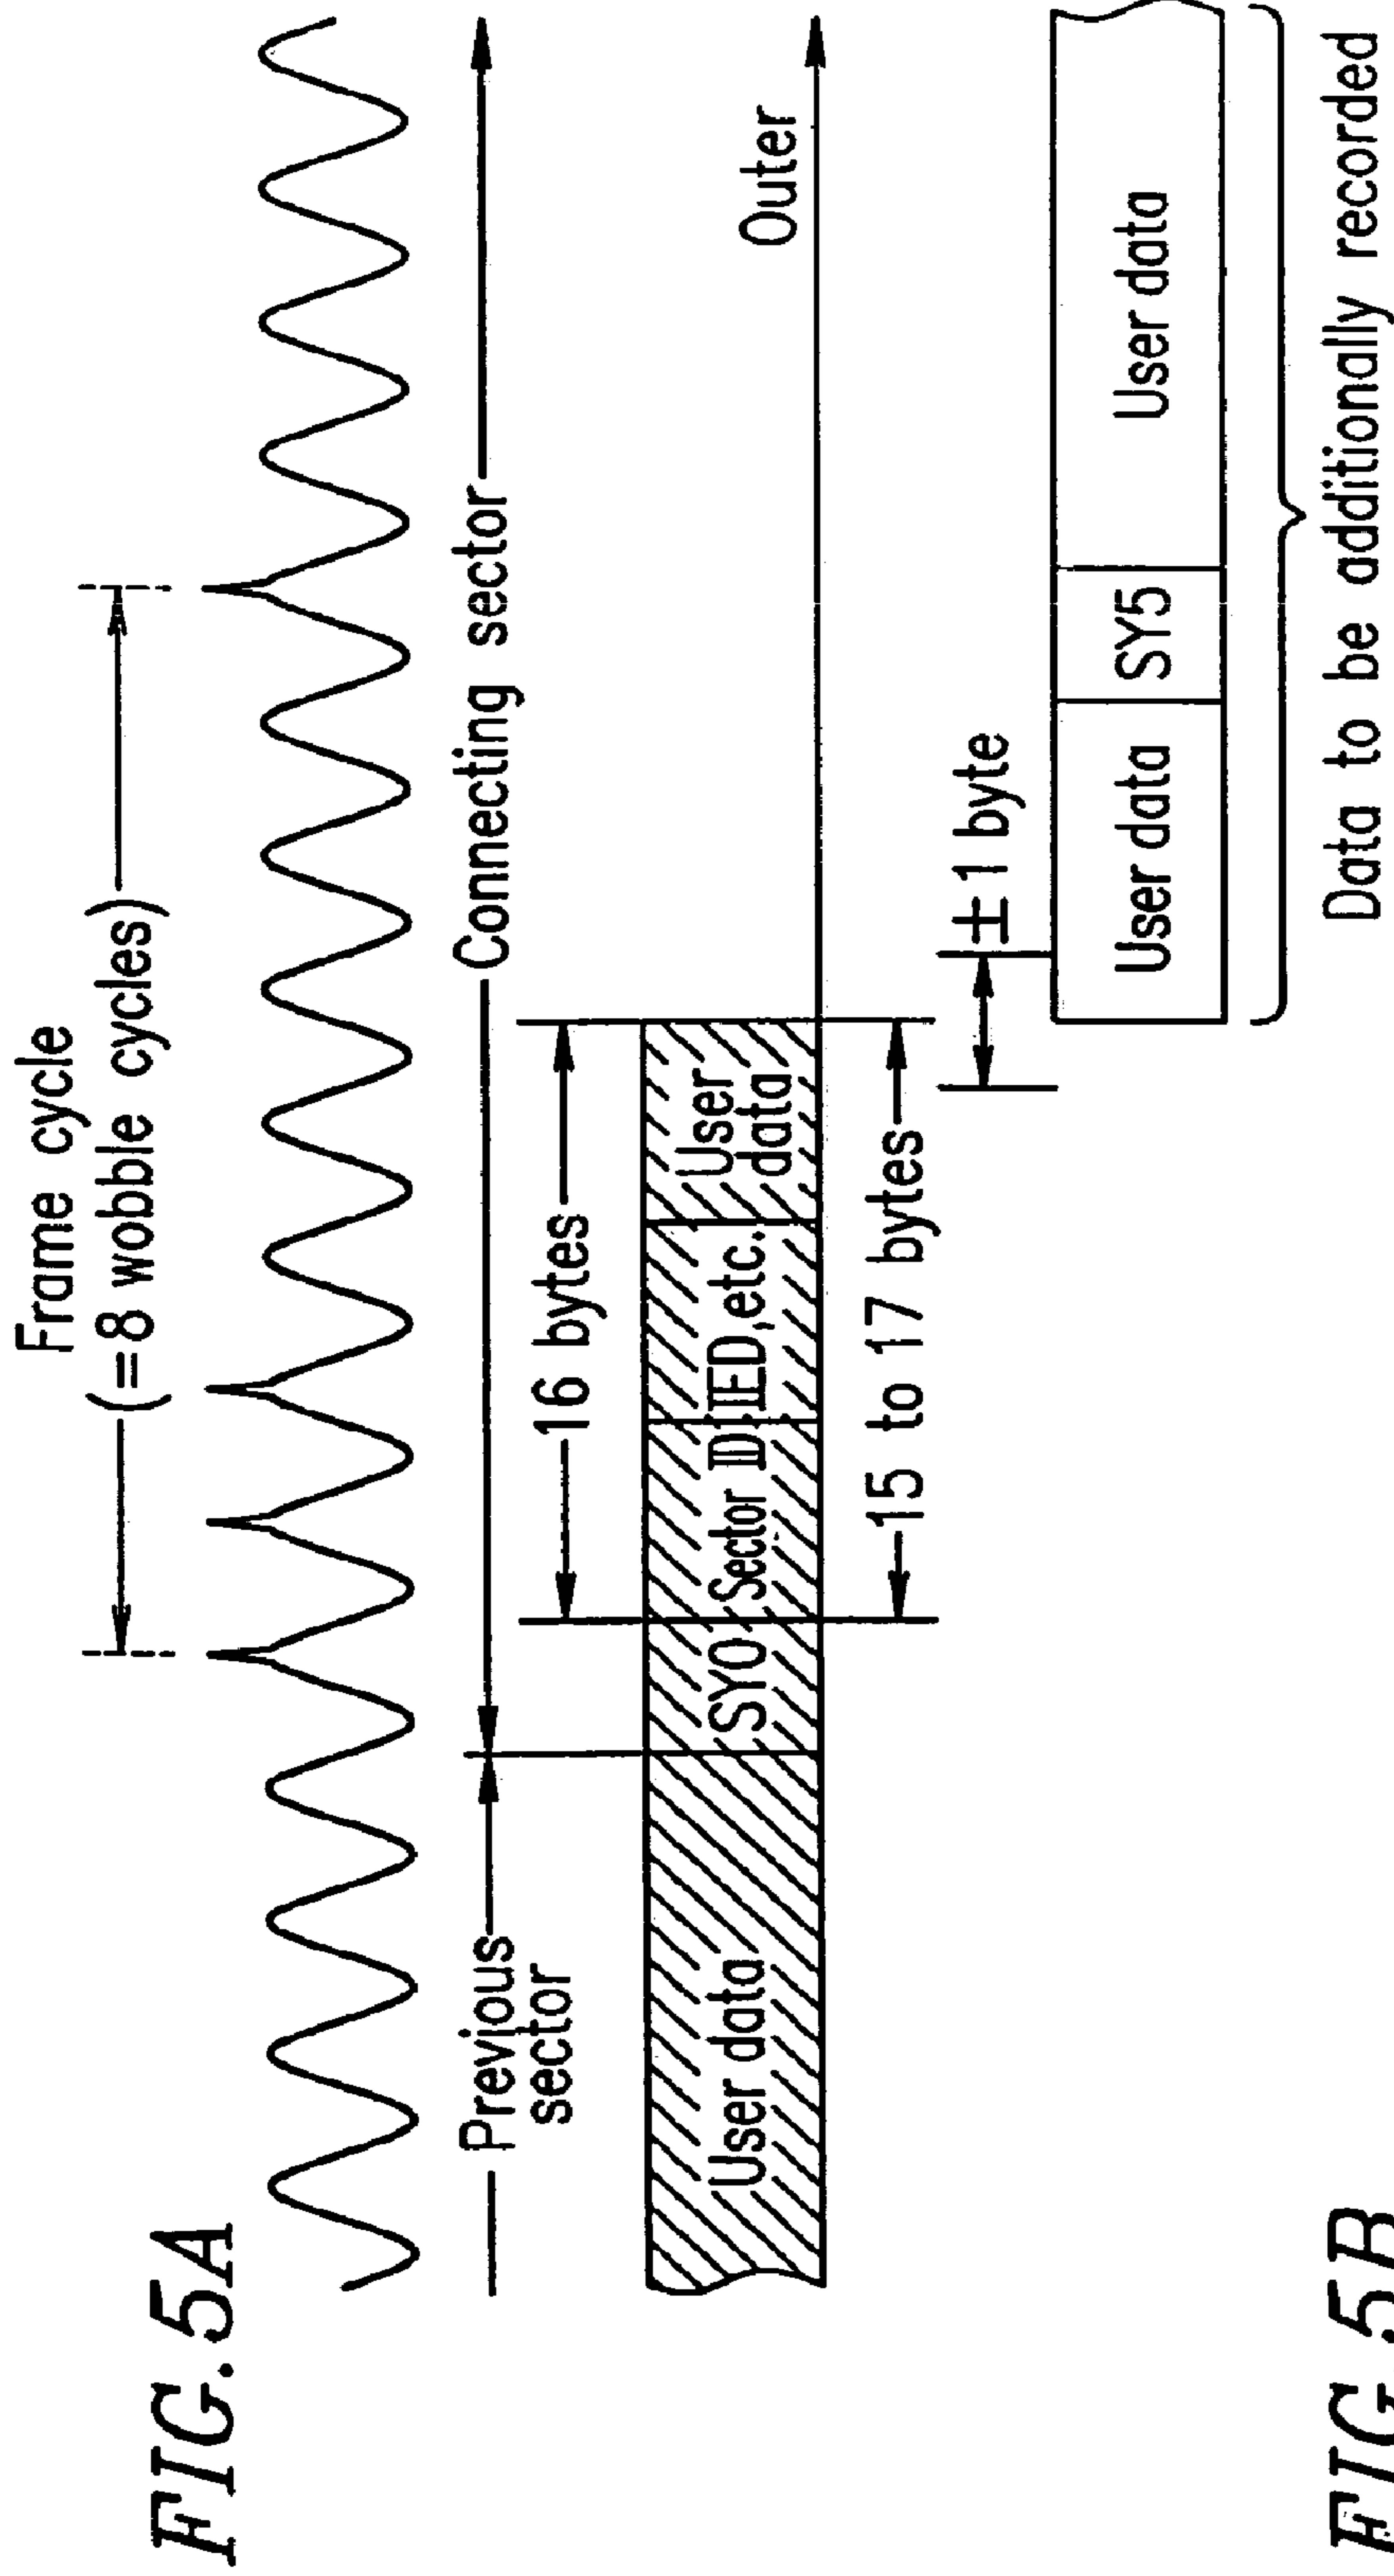 FIG.5A
Frame cycle
(=8 wobble cycles)
Previous
sector
Connecting sector
16 bytes
User data
SY0
Sector ID
IED,etc.
User
data
Outer
15 to 17 bytes
±1 byte
User data
SY5
User data
Data to be additionally recorded
FIG.5B